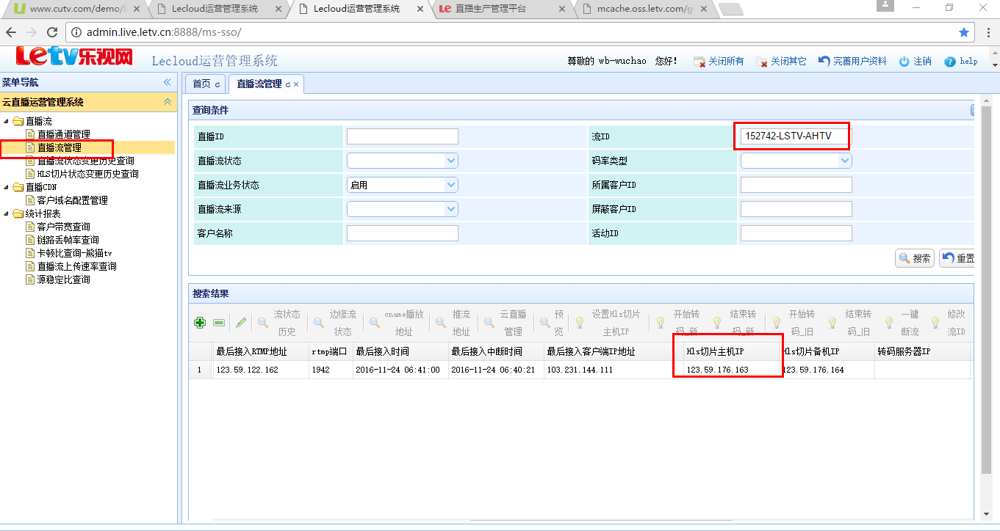 www.cutv.com/demo/li
Lecloud运营管理系统
Lecloud运营管理系统
LE 直播生产管理平台
mcache.oss.letv.com/g
admin.live.letv.cn:8888/ms-sso/
Letv乐视网
Lecloud运营管理系统
尊敬的 wb-wuchao 您好!
关闭所有
关闭其它
完善用户资料
注销
help
菜单导航
云直播运营管理系统
直播流
直播通道管理
直播流管理
直播流状态变更历史查询
HLS切片状态变更历史查询
直播CDN
客户域名配置管理
统计报表
客户带宽查询
链路丢帧率查询
卡顿比查询-熊猫tv
直播流上传速率查询
源稳定比查询
首页
直播流管理
查询条件
直播ID
流ID 152742-LSTV-AHTV
直播流状态
码率类型
直播流业务状态 启用
所属客户ID
直播流来源
屏蔽客户ID
客户名称
活动ID
搜索
重置
搜索结果
流状态历史
边缘流状态
cname播放地址
推流地址
云直播管理
预览
设置Hls切片主机IP
开始转码_新
结束转码_新
开始转码_旧
结束转码_旧
一键断流
修改流ID
最后接入RTMP地址 rtmp端口 最后接入时间 最后接入中断时间 最后接入客户端IP地址 Hls切片主机IP Hls切片备机IP 转码服务器IP
1 123.59.122.162 1942 2016-11-24 06:41:00 2016-11-24 06:40:21 103.231.144.111 123.59.176.163 123.59.176.164